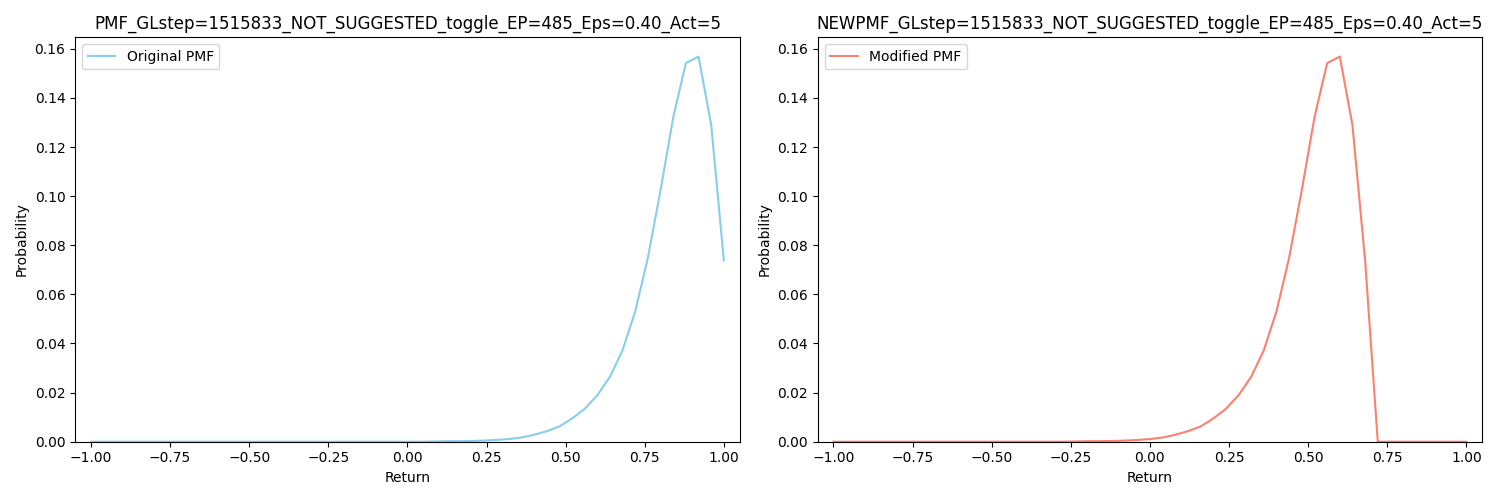 PMF_GLstep=1515833_NOT_SUGGESTED_toggle_EP=485_Eps=0.40_Act=5
Original PMF
Probability
0.16
0.14
0.12
0.10
0.08
0.06
0.04
0.02
0.00
−1.00 −0.75 −0.50 −0.25 0.00 0.25 0.50 0.75 1.00
Return
NEWPMF_GLstep=1515833_NOT_SUGGESTED_toggle_EP=485_Eps=0.40_Act=5
Modified PMF
Probability
0.16
0.14
0.12
0.10
0.08
0.06
0.04
0.02
0.00
−1.00 −0.75 −0.50 −0.25 0.00 0.25 0.50 0.75 1.00
Return